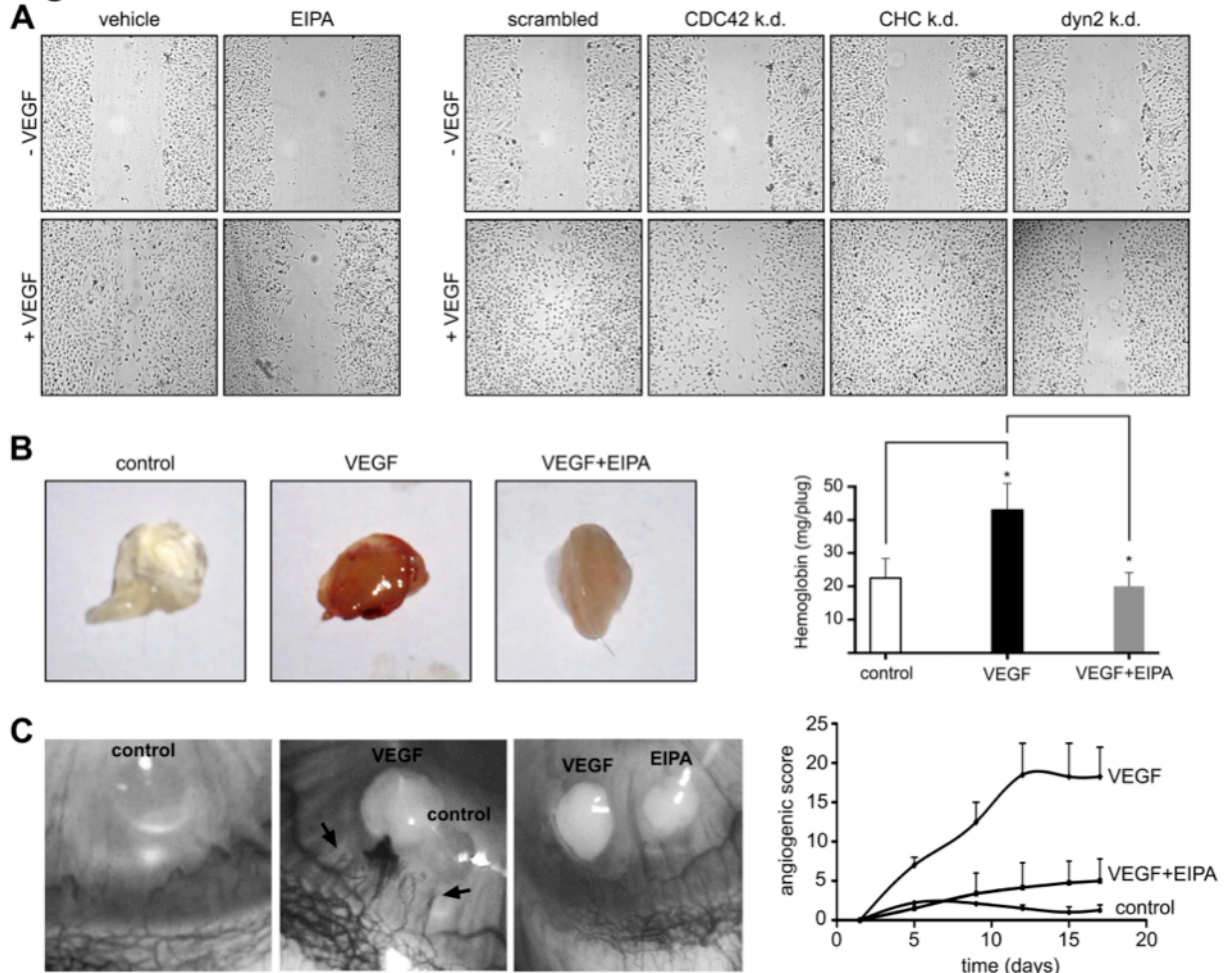 A
vehicle EIPA scrambled CDC42 k.d. CHC k.d. dyn2 k.d.
- VEGF - VEGF
+ VEGF + VEGF
B
control VEGF VEGF+EIPA
Hemoglobin (mg/plug)
50
40
30
20
10
* *
control VEGF VEGF+EIPA
C
control VEGF control VEGF EIPA
angiogenic score
25
20
15
10
5
0
VEGF
VEGF+EIPA
control
0 5 10 15 20
time (days)